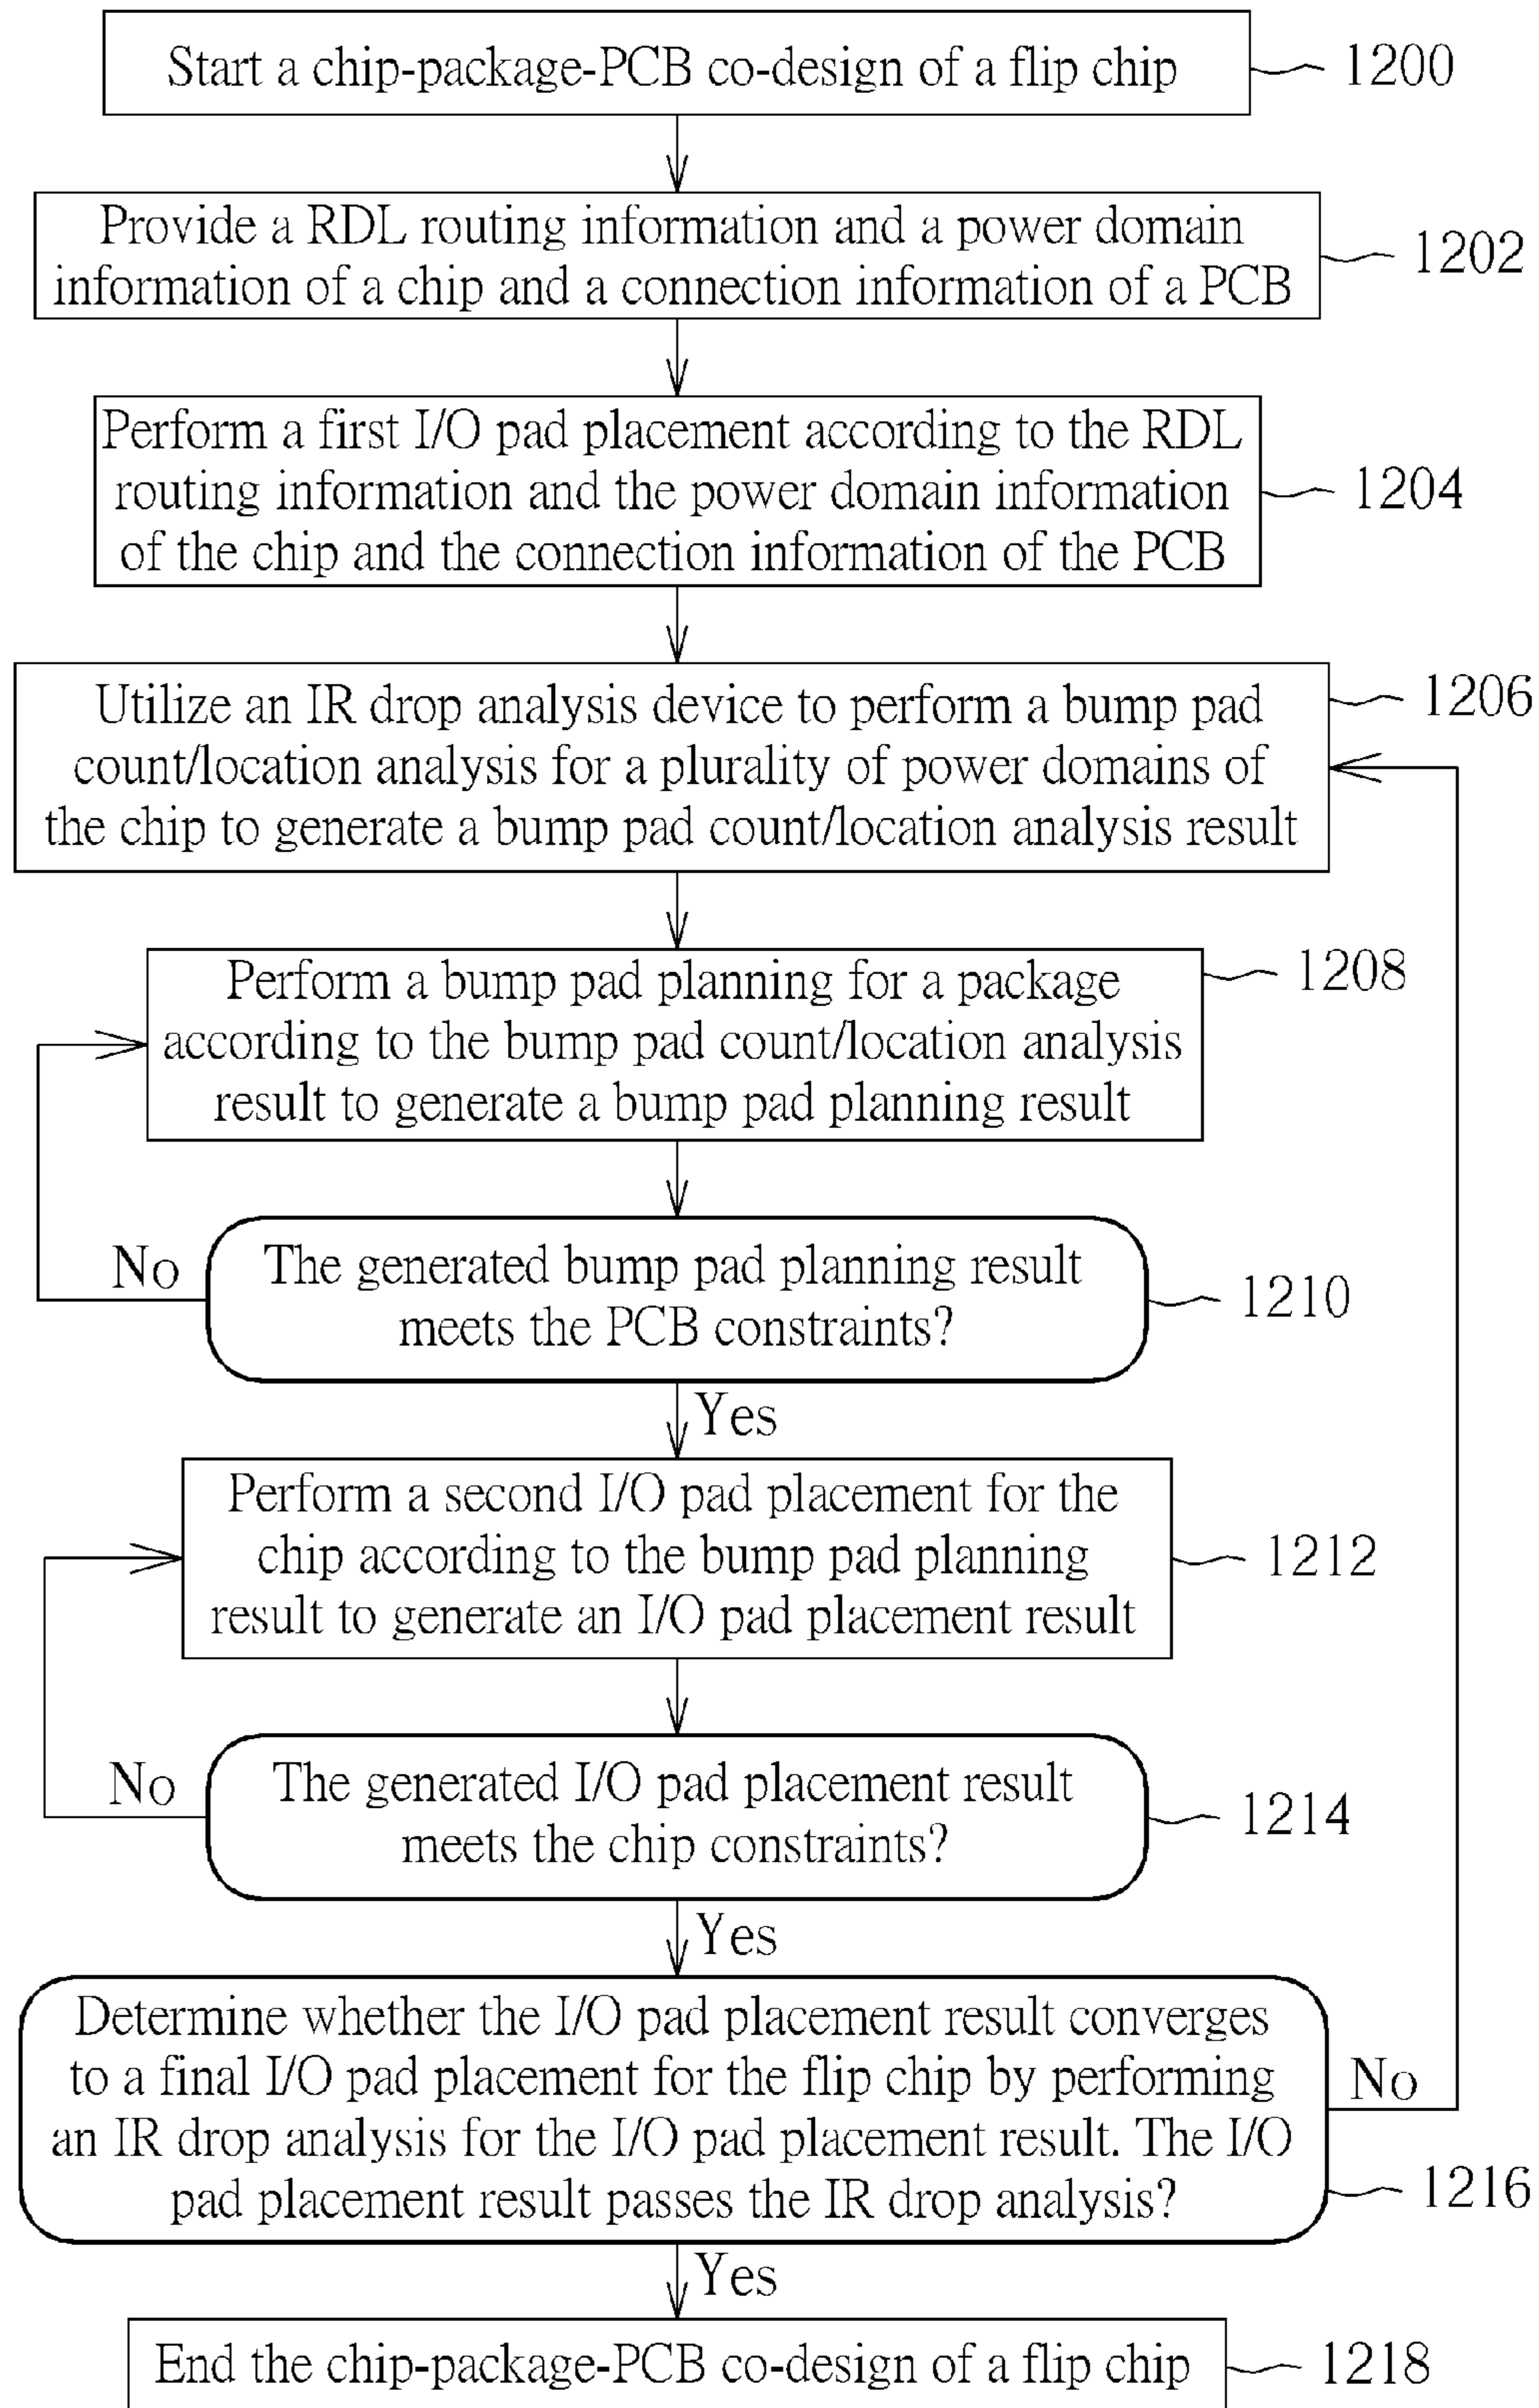 Start a chip-package-PCB co-design of a flip chip
1200
Provide a RDL routing information and a power domain
information of a chip and a connection information of a PCB
1202
Perform a first I/O pad placement according to the RDL
routing information and the power domain information
of the chip and the connection information of the PCB
1204
Utilize an IR drop analysis device to perform a bump pad
count/location analysis for a plurality of power domains of
the chip to generate a bump pad count/location analysis result
1206
Perform a bump pad planning for a package
according to the bump pad count/location analysis
result to generate a bump pad planning result
1208
The generated bump pad planning result
meets the PCB constraints?
1210
No
Yes
Perform a second I/O pad placement for the
chip according to the bump pad planning
result to generate an I/O pad placement result
1212
The generated I/O pad placement result
meets the chip constraints?
1214
No
Yes
Determine whether the I/O pad placement result converges
to a final I/O pad placement for the flip chip by performing
an IR drop analysis for the I/O pad placement result. The I/O
pad placement result passes the IR drop analysis?
1216
No
Yes
End the chip-package-PCB co-design of a flip chip
1218